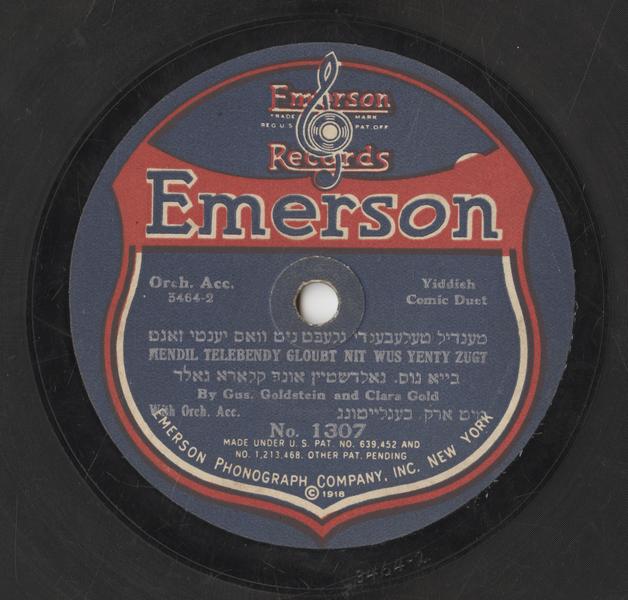 Emerson
TRADE MARK
REG U S PAT. OFF
Records
Emerson
Orch. Acc.
3464-2
Yiddish
Comic Duet
מענדיל טעלעבענדי גלעבט ניט וואס יענטי זאגט
MENDIL TELEBENDY GLOUBT NIT WUS YENTY ZUGT
בייא גוס. גאלדשטיין אונד קלארא גאלד
By Gus. Goldstein and Clara Gold
With Orch. Acc.
מיט ארק. בעגלייטונג
No. 1307
MADE UNDER U.S. PAT. NO. 639,452 AND
NO. 1,213,468. OTHER PAT. PENDING
EMERSON PHONOGRAPH COMPANY, INC. NEW YORK
© 1918
3464-2